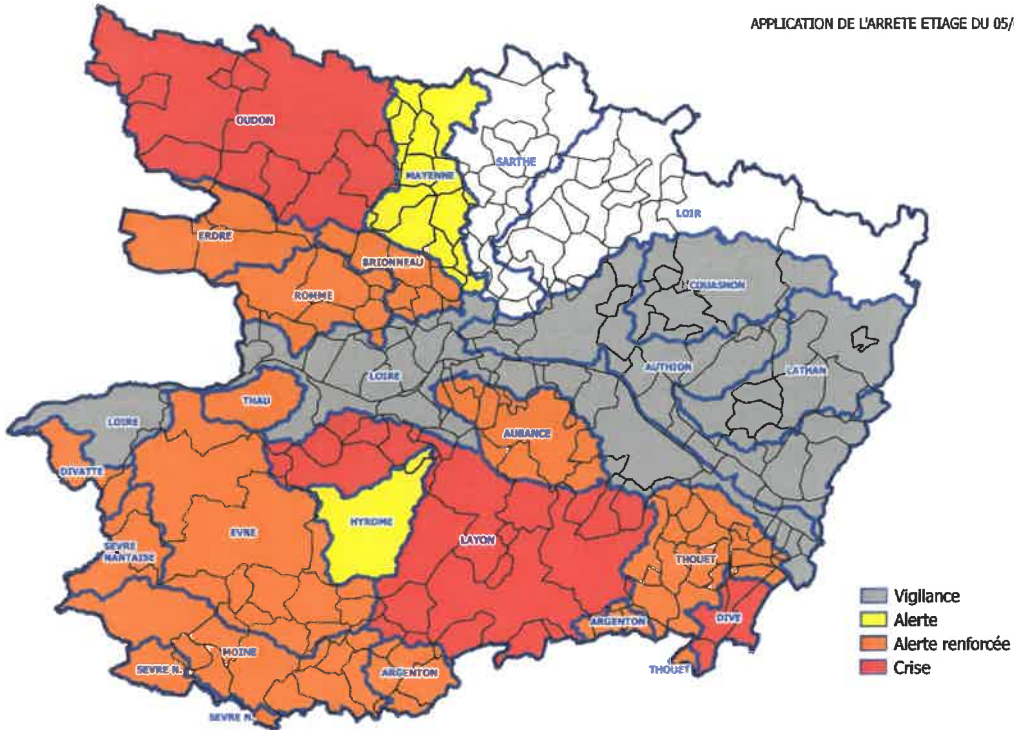 APPLICATION DE L'ARRETE ETIAGE DU 05/
OUDON
SARTHE
MAYENNE
LOIR
ERDRE
BRIONNEAU
COUASNON
ROMME
LOIRE
AUTHION
LATHAN
THAU
LOIRE
AUBANCE
DIVATTE
HYROME
EVRE
LAYON
SEVRE
NANTAISE
THOUET
Vigilance
ARGENTON
DIVE
Alerte
MOINE
Alerte renforcée
SEVRE N.
ARGENTON
THOUET
Crise
SEVRE N.